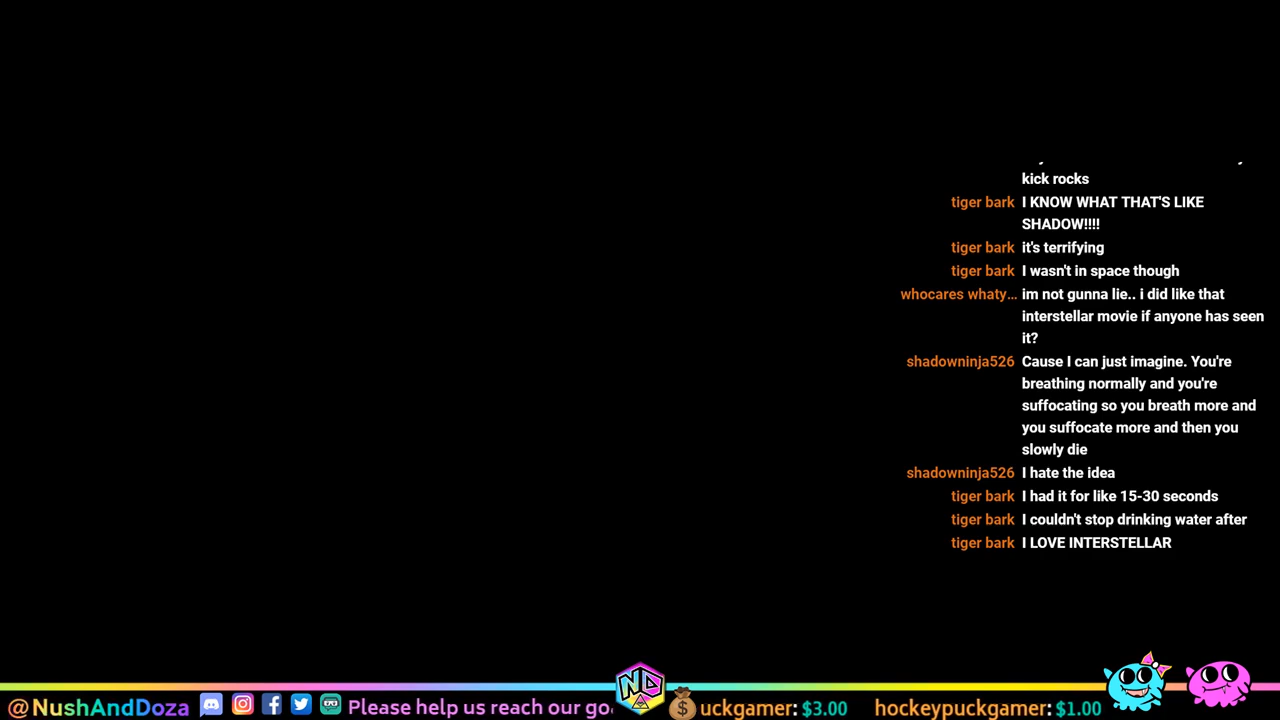 kick rocks
tiger bark I KNOW WHAT THAT'S LIKE
SHADOW!!!!
tiger bark it's terrifying
tiger bark I wasn't in space though
whocares whaty… im not gunna lie.. i did like that
interstellar movie if anyone has seen
it?
shadowninja526 Cause I can just imagine. You're
breathing normally and you're
suffocating so you breath more and
you suffocate more and then you
slowly die
shadowninja526 I hate the idea
tiger bark I had it for like 15-30 seconds
tiger bark I couldn't stop drinking water after
tiger bark I LOVE INTERSTELLAR
@NushAndDoza Please help us reach our go ND uckgamer: $3.00 hockeypuckgamer: $1.00